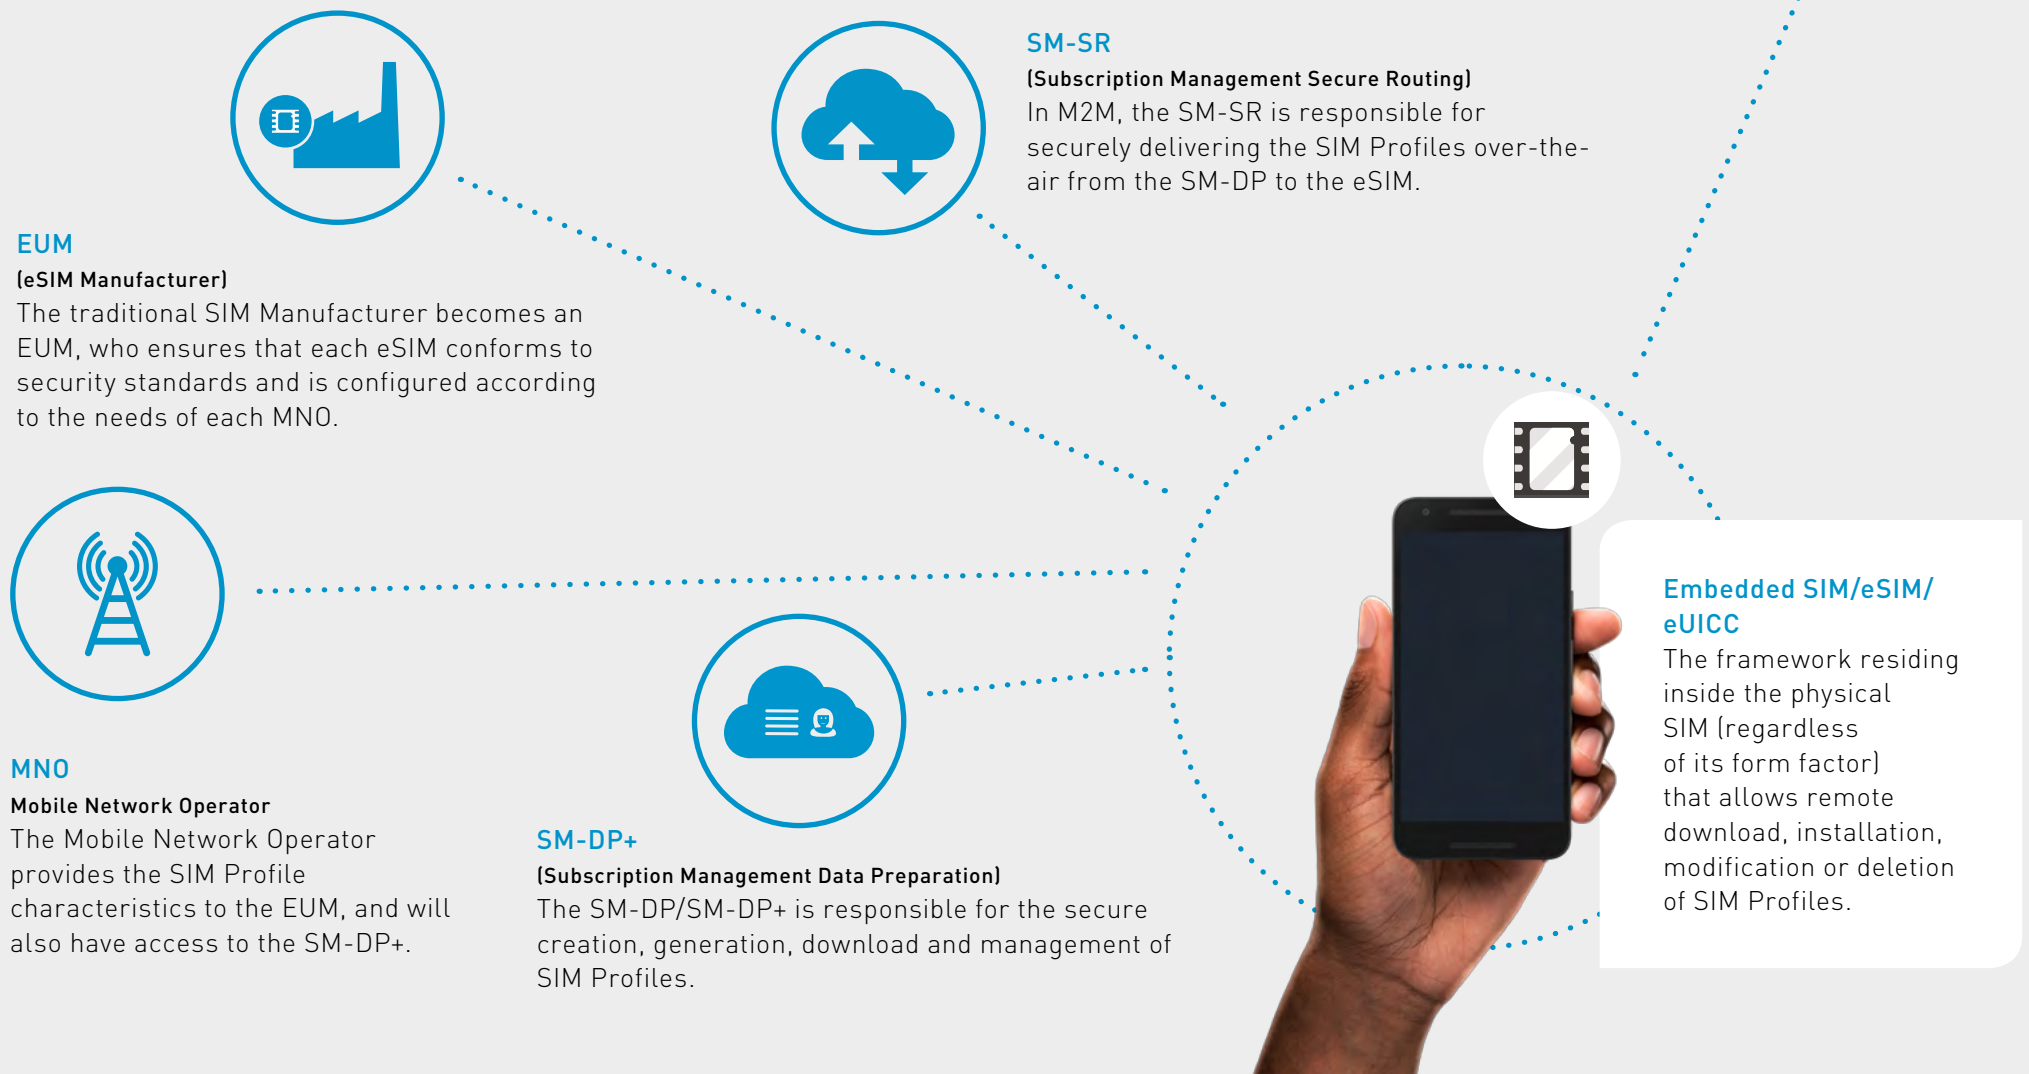 SM-SR
(Subscription Management Secure Routing)
In M2M, the SM-SR is responsible for
securely delivering the SIM Profiles over-the-
air from the SM-DP to the eSIM.
EUM
(eSIM Manufacturer)
The traditional SIM Manufacturer becomes an
EUM, who ensures that each eSIM conforms to
security standards and is configured according
to the needs of each MNO.
MNO
Mobile Network Operator
The Mobile Network Operator
provides the SIM Profile
characteristics to the EUM, and will
also have access to the SM-DP+.
SM-DP+
(Subscription Management Data Preparation)
The SM-DP/SM-DP+ is responsible for the secure
creation, generation, download and management of
SIM Profiles.
Embedded SIM/eSIM/
eUICC
The framework residing
inside the physical
SIM (regardless
of its form factor)
that allows remote
download, installation,
modification or deletion
of SIM Profiles.